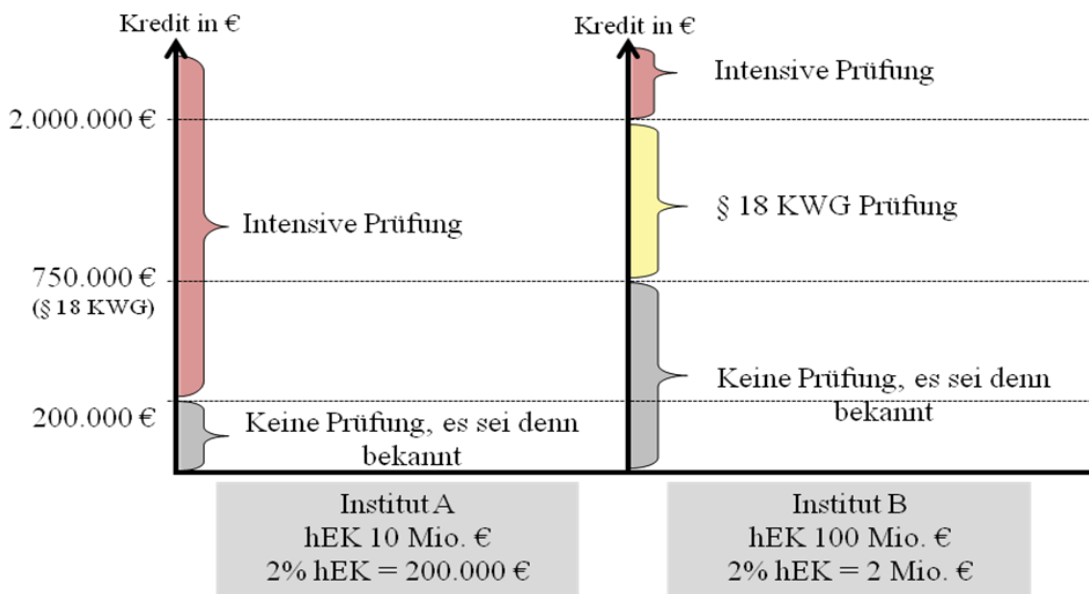 Kredit in €
2.000.000 €
Intensive Prüfung
750.000 €
(§ 18 KWG)
200.000 €
Keine Prüfung, es sei denn
bekannt
Institut A
hEK 10 Mio. €
2% hEK = 200.000 €
Kredit in €
Intensive Prüfung
§ 18 KWG Prüfung
Keine Prüfung, es sei denn
bekannt
Institut B
hEK 100 Mio. €
2% hEK = 2 Mio. €